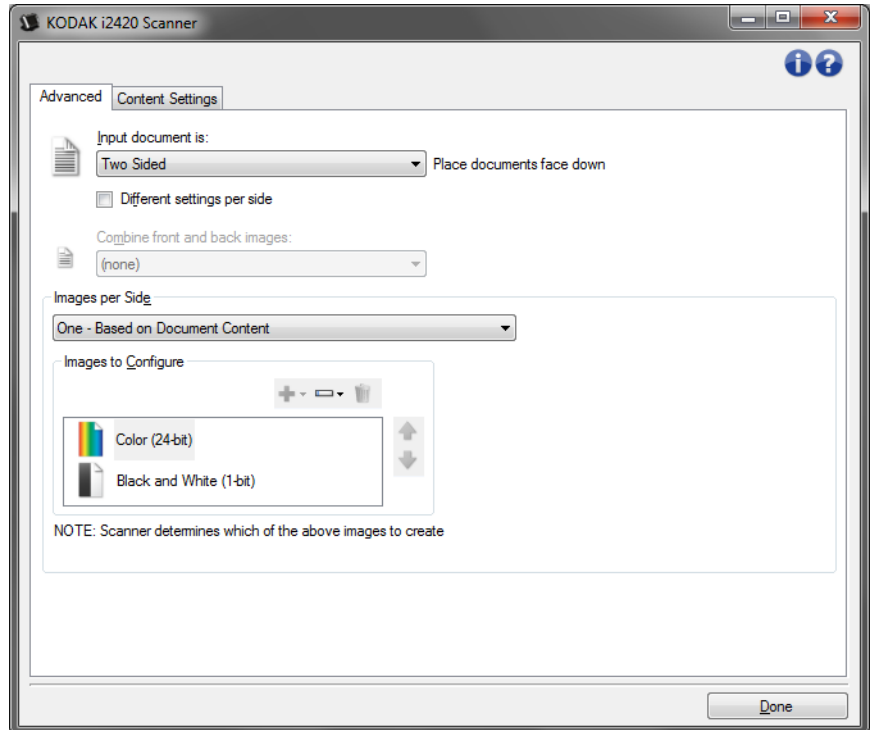 KODAK i2420 Scanner
Advanced
Content Settings
Input document is:
Two Sided
Place documents face down
Different settings per side
Combine front and back images:
(none)
Images per Side
One - Based on Document Content
Images to Configure
Color (24-bit)
Black and White (1-bit)
NOTE: Scanner determines which of the above images to create
Done